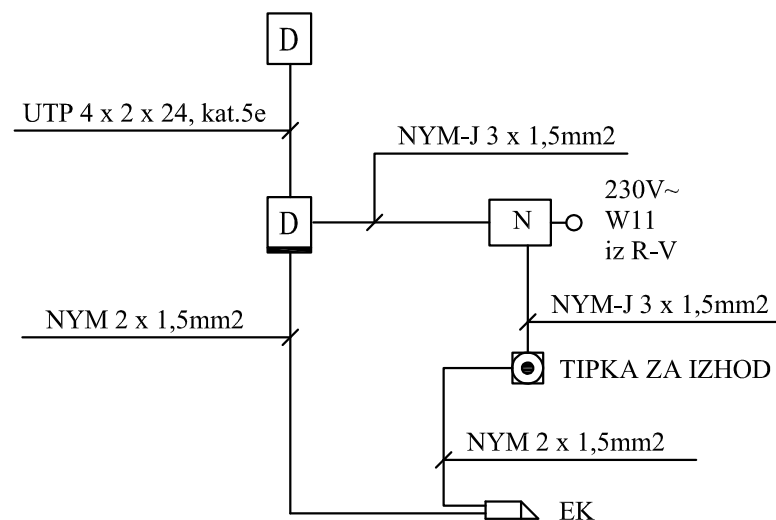 D
UTP 4 x 2 x 24, kat.5e
NYM-J 3 x 1,5mm2
D
N
230V~
W11
iz R-V
NYM 2 x 1,5mm2
NYM-J 3 x 1,5mm2
TIPKA ZA IZHOD
NYM 2 x 1,5mm2
EK